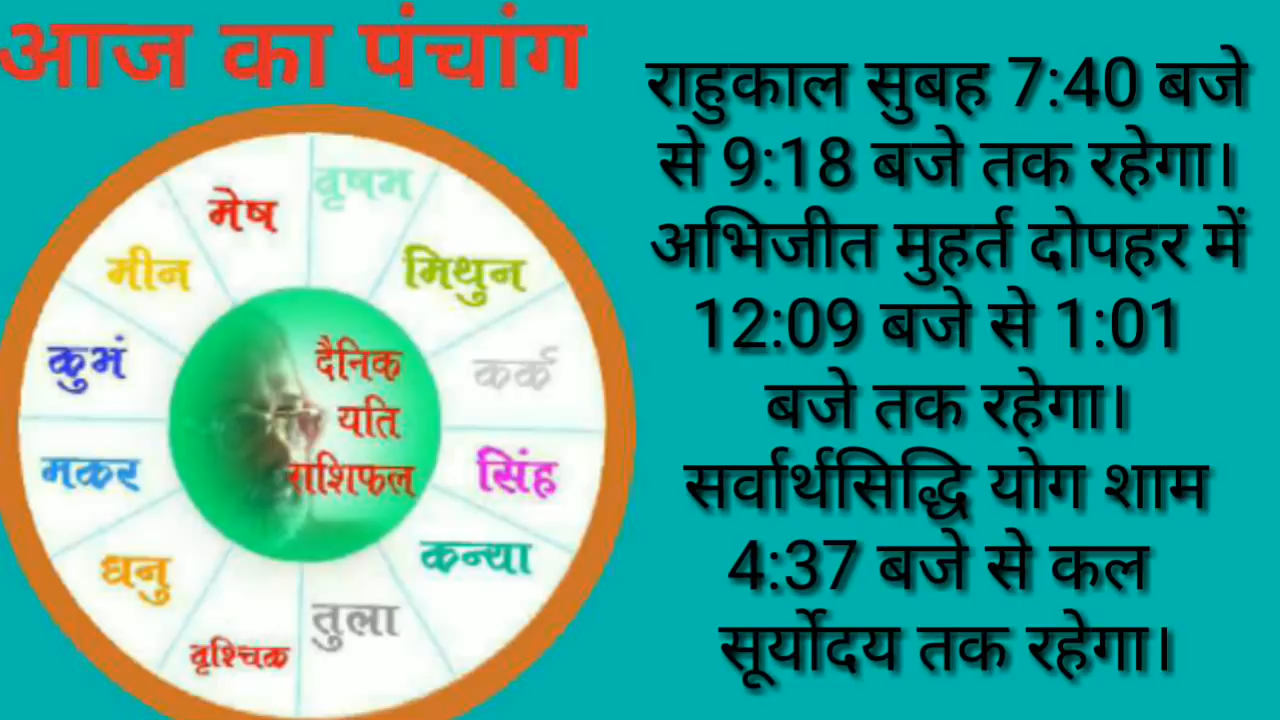 आज का पंचांग
राहुकाल सुबह 7:40 बजे
से 9:18 बजे तक रहेगा।
अभिजीत मुहर्त दोपहर में
12:09 बजे से 1:01
बजे तक रहेगा।
सर्वार्थसिद्धि योग शाम
4:37 बजे से कल
सूर्योदय तक रहेगा।
मेष
वृषभ
मिथुन
कर्क
सिंह
कन्या
तुला
वृश्चिक
धनु
मकर
कुभं
मीन
दैनिक
यति
राशिफल